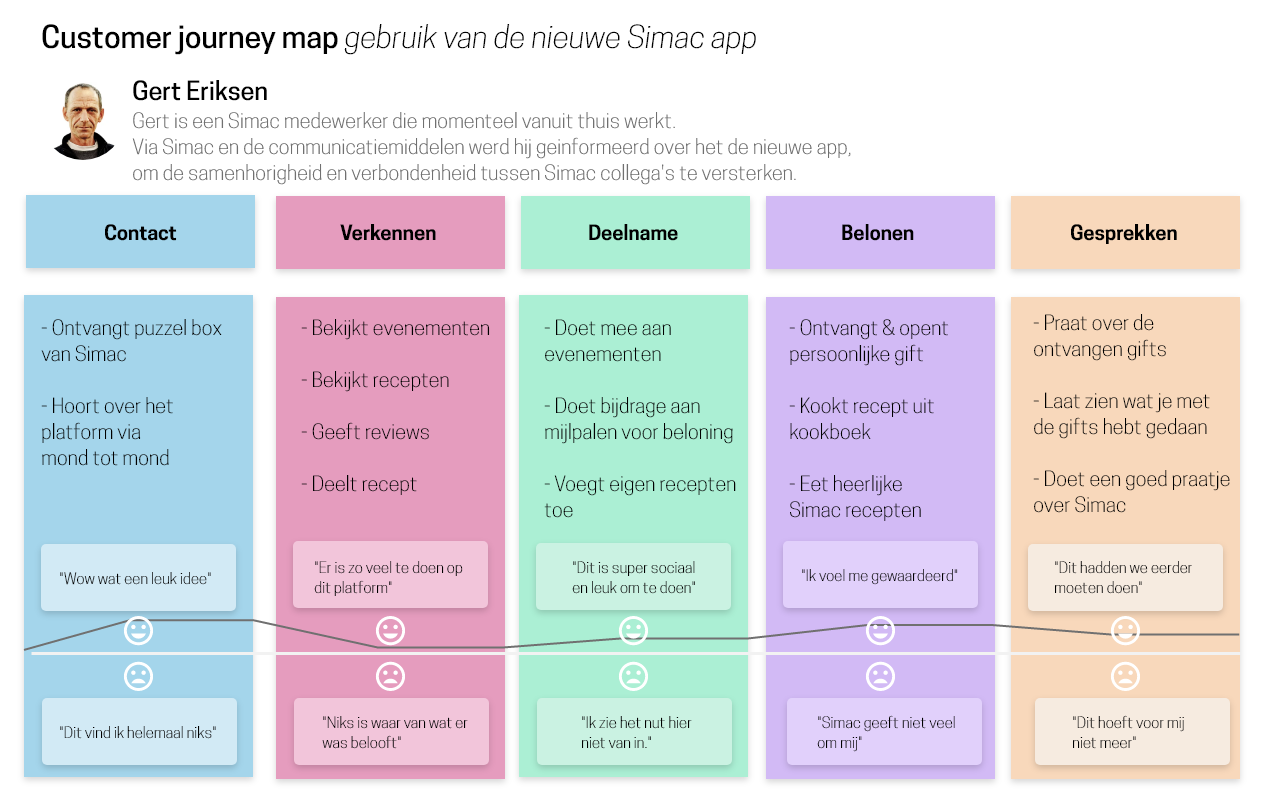 Customer journey map gebruik van de nieuwe Simac app
Gert Eriksen
Gert is een Simac medewerker die momenteel vanuit thuis werkt.
Via Simac en de communicatiemiddelen werd hij geinformeerd over het de nieuwe app,
om de samenhorigheid en verbondenheid tussen Simac collega's te versterken.
Contact
- Ontvangt puzzel box
van Simac
- Hoort over het
platform via
mond tot mond
"Wow wat een leuk idee"
"Dit vind ik helemaal niks"
Verkennen
- Bekijkt evenementen
- Bekijkt recepten
- Geeft reviews
- Deelt recept
"Er is zo veel te doen op
dit platform"
"Niks is waar van wat er
was belooft"
Deelname
- Doet mee aan
evenementen
- Doet bijdrage aan
mijlpalen voor beloning
- Voegt eigen recepten
toe
"Dit is super sociaal
en leuk om te doen"
"Ik zie het nut hier
niet van in."
Belonen
- Ontvangt & opent
persoonlijke gift
- Kookt recept uit
kookboek
- Eet heerlijke
Simac recepten
"Ik voel me gewaardeerd"
"Simac geeft niet veel
om mij"
Gesprekken
- Praat over de
ontvangen gifts
- Laat zien wat je met
de gifts hebt gedaan
- Doet een goed praatje
over Simac
"Dit hadden we eerder
moeten doen"
"Dit hoeft voor mij
niet meer"